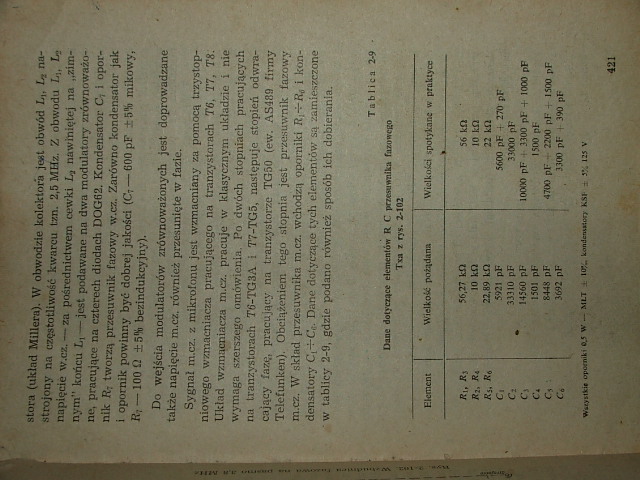 stora (układ Millera). W obwodzie kolektora jest obwód L₁, L₂ na-
strojony na częstotliwość kwarcu tzn. 2,5 MHz. Z obwodu L₁, L₂
napięcie w.cz. — za pośrednictwem cewki L₃ nawiniętej na „zim-
nym" końcu L₁ — jest podawane na dwa modulatory zrównoważo-
ne, pracujące na czterech diodach DOG62. Kondensator C₇ i opor-
nik R₇ tworzą przesuwnik fazowy w.cz. Zarówno kondensator jak
i opornik powinny być dobrej jakości (C₇ — 600 pF ±5% mikowy,
R₇ — 100 Ω ±5% bezindukcyjny).
Do wejścia modulatorów zrównoważonych jest doprowadzane
także napięcie m.cz. również przesunięte w fazie.
Sygnał m.cz. z mikrofonu jest wzmacniany za pomocą trzystop-
niowego wzmacniacza pracującego na tranzystorach T6, T7, T8.
Układ wzmacniacza m.cz. pracuje w klasycznym układzie i nie
wymaga szerszego omówienia. Po dwóch stopniach pracujących
na tranzystorach T6-TG3A i T7-TG5, następuje stopień odwra-
cający fazę, pracujący na tranzystorze TG50 (ew. AS489 firmy
Telefunken). Obciążeniem tego stopnia jest przesuwnik fazowy
m.cz. W skład przesuwnika m.cz. wchodzą oporniki R₁÷R₆ i kon-
densatory C₁÷C₆. Dane dotyczące tych elementów są zamieszczone
w tablicy 2-9, gdzie podano również sposób ich dobierania.
Tablica 2-9
Dane dotyczące elementów R C przesuwnika fazowego
Txa z rys. 2-102
Element Wielkość pożądana Wielkości spotykane w praktyce
R₁, R₃ 56,27 kΩ 56 kΩ
R₂, R₄ 10 kΩ 10 kΩ
R₅, R₆ 22,89 kΩ 22 kΩ
C₁ 5921 pF 5600 pF + 270 pF
C₂ 33310 pF 33000 pF
C₃ 14560 pF 10000 pF + 3300 pF + 1000 pF
C₄ 1501 pF 1500 pF
C₅ 8448 pF 4700 pF + 2200 pF + 1500 pF
C₆ 3692 pF 3300 pF + 390 pF
Wszystkie oporniki 0,5 W — MŁT ± 10%, kondensatory KSF ± 5% 125 V
421